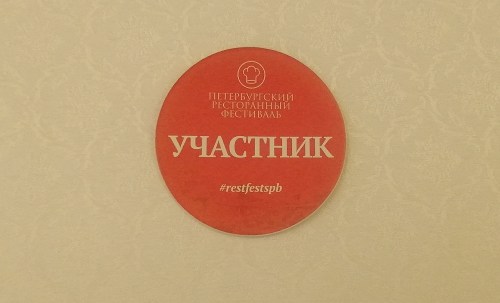 ПЕТЕРБУРГСКИЙ
РЕСТОРАННЫЙ
ФЕСТИВАЛЬ
УЧАСТНИК
#restfestspb